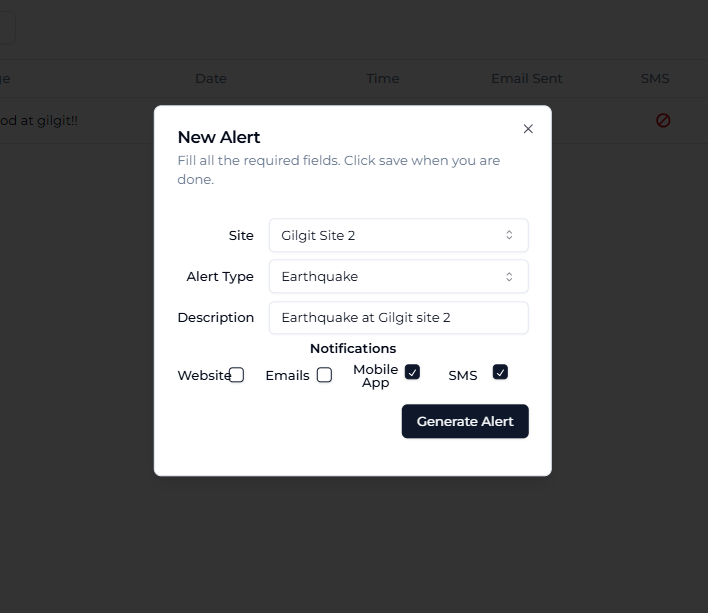 ge Date Time Email Sent SMS
od at gilgit!!
New Alert
Fill all the required fields. Click save when you are
done.
Site Gilgit Site 2
Alert Type Earthquake
Description Earthquake at Gilgit site 2
Notifications
Website Emails Mobile App SMS
Generate Alert